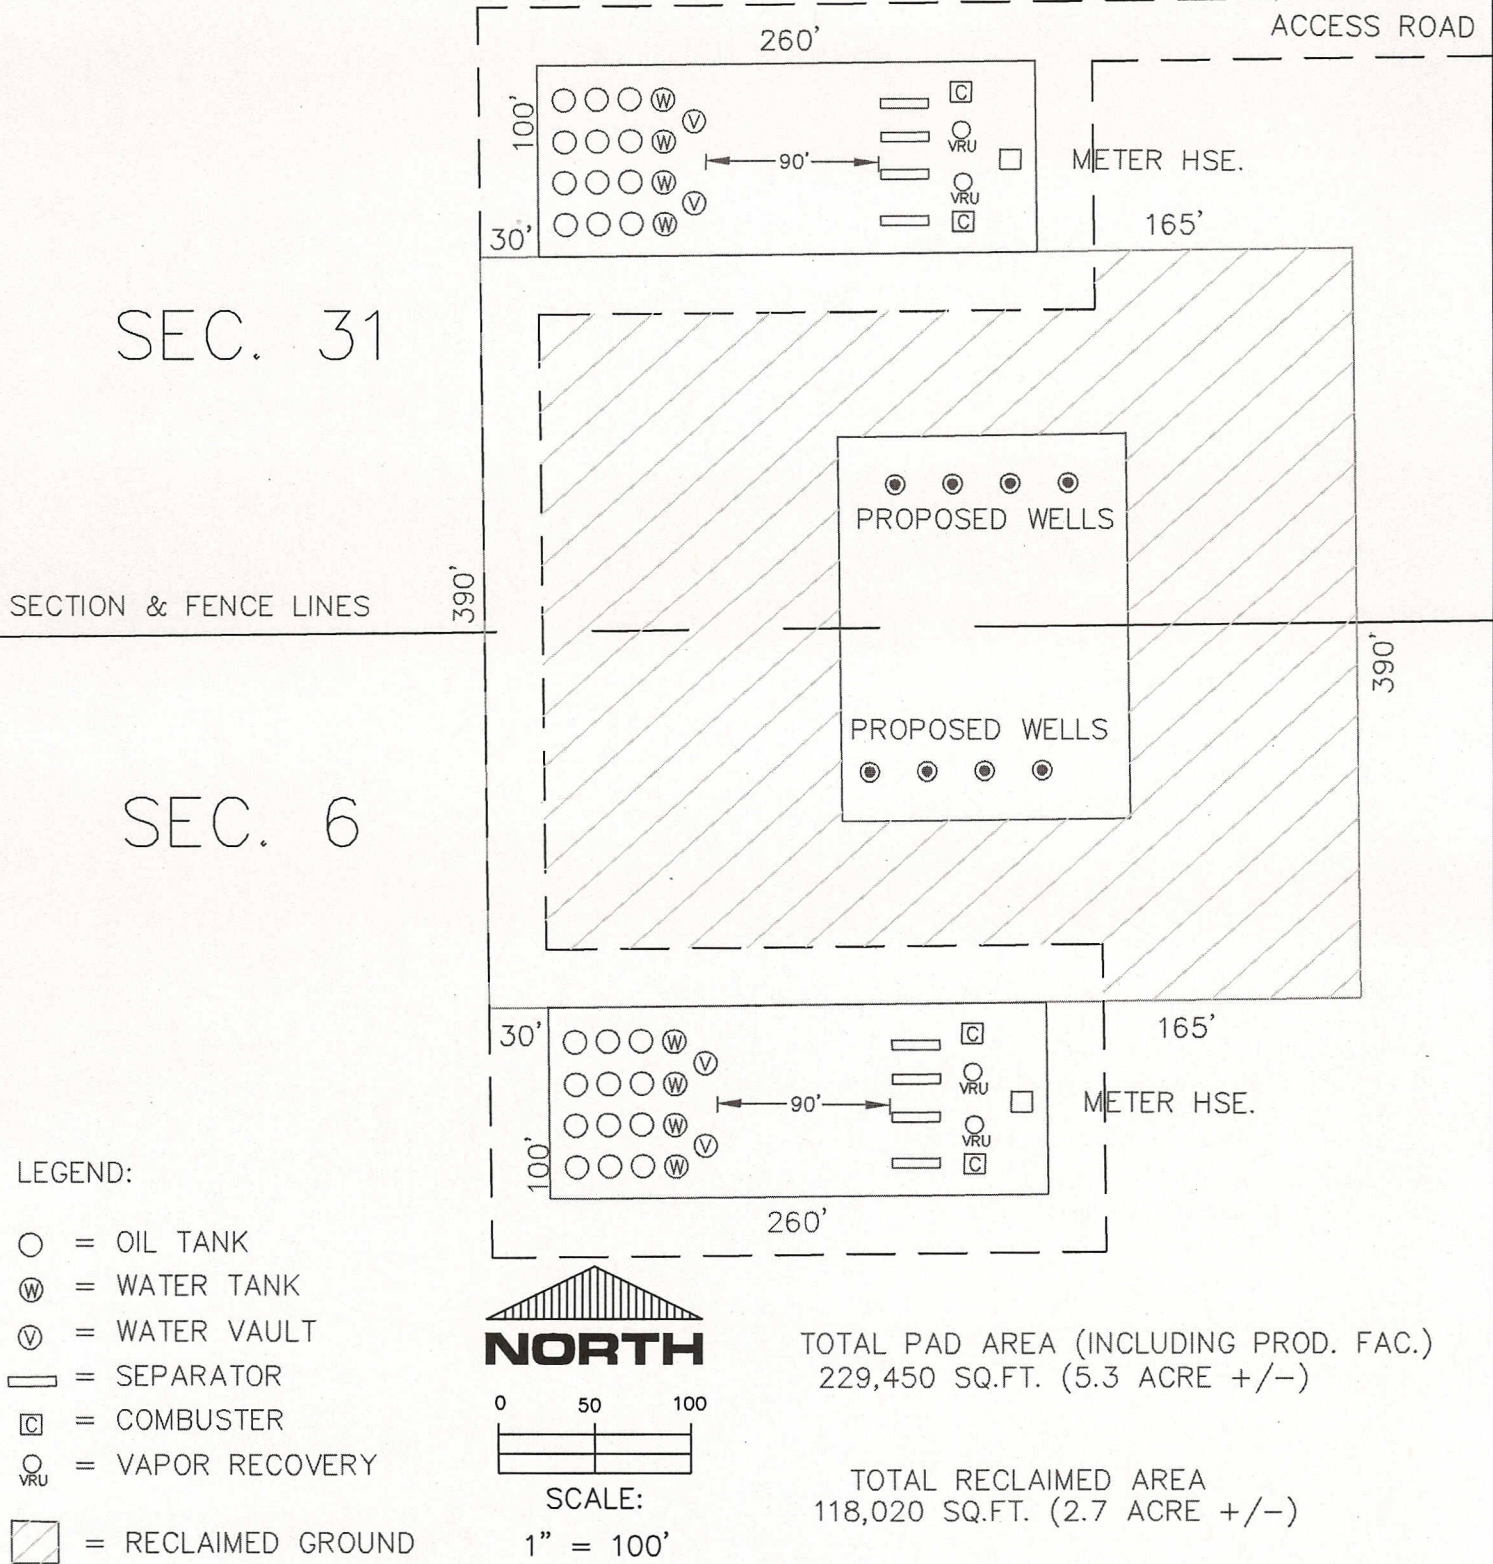 ACCESS ROAD
260'
100'
W
V
W
W
V
W
90'
C
VRU
VRU
C
METER HSE.
30'
165'
SEC. 31
PROPOSED WELLS
390'
SECTION & FENCE LINES
390'
PROPOSED WELLS
SEC. 6
30'
165'
W
V
W
W
V
W
90'
C
VRU
VRU
C
METER HSE.
100'
260'
LEGEND:
= OIL TANK
W = WATER TANK
V = WATER VAULT
= SEPARATOR
C = COMBUSTER
VRU = VAPOR RECOVERY
= RECLAIMED GROUND
NORTH
0 50 100
SCALE:
1" = 100'
TOTAL PAD AREA (INCLUDING PROD. FAC.)
229,450 SQ.FT. (5.3 ACRE +/-)
TOTAL RECLAIMED AREA
118,020 SQ.FT. (2.7 ACRE +/-)